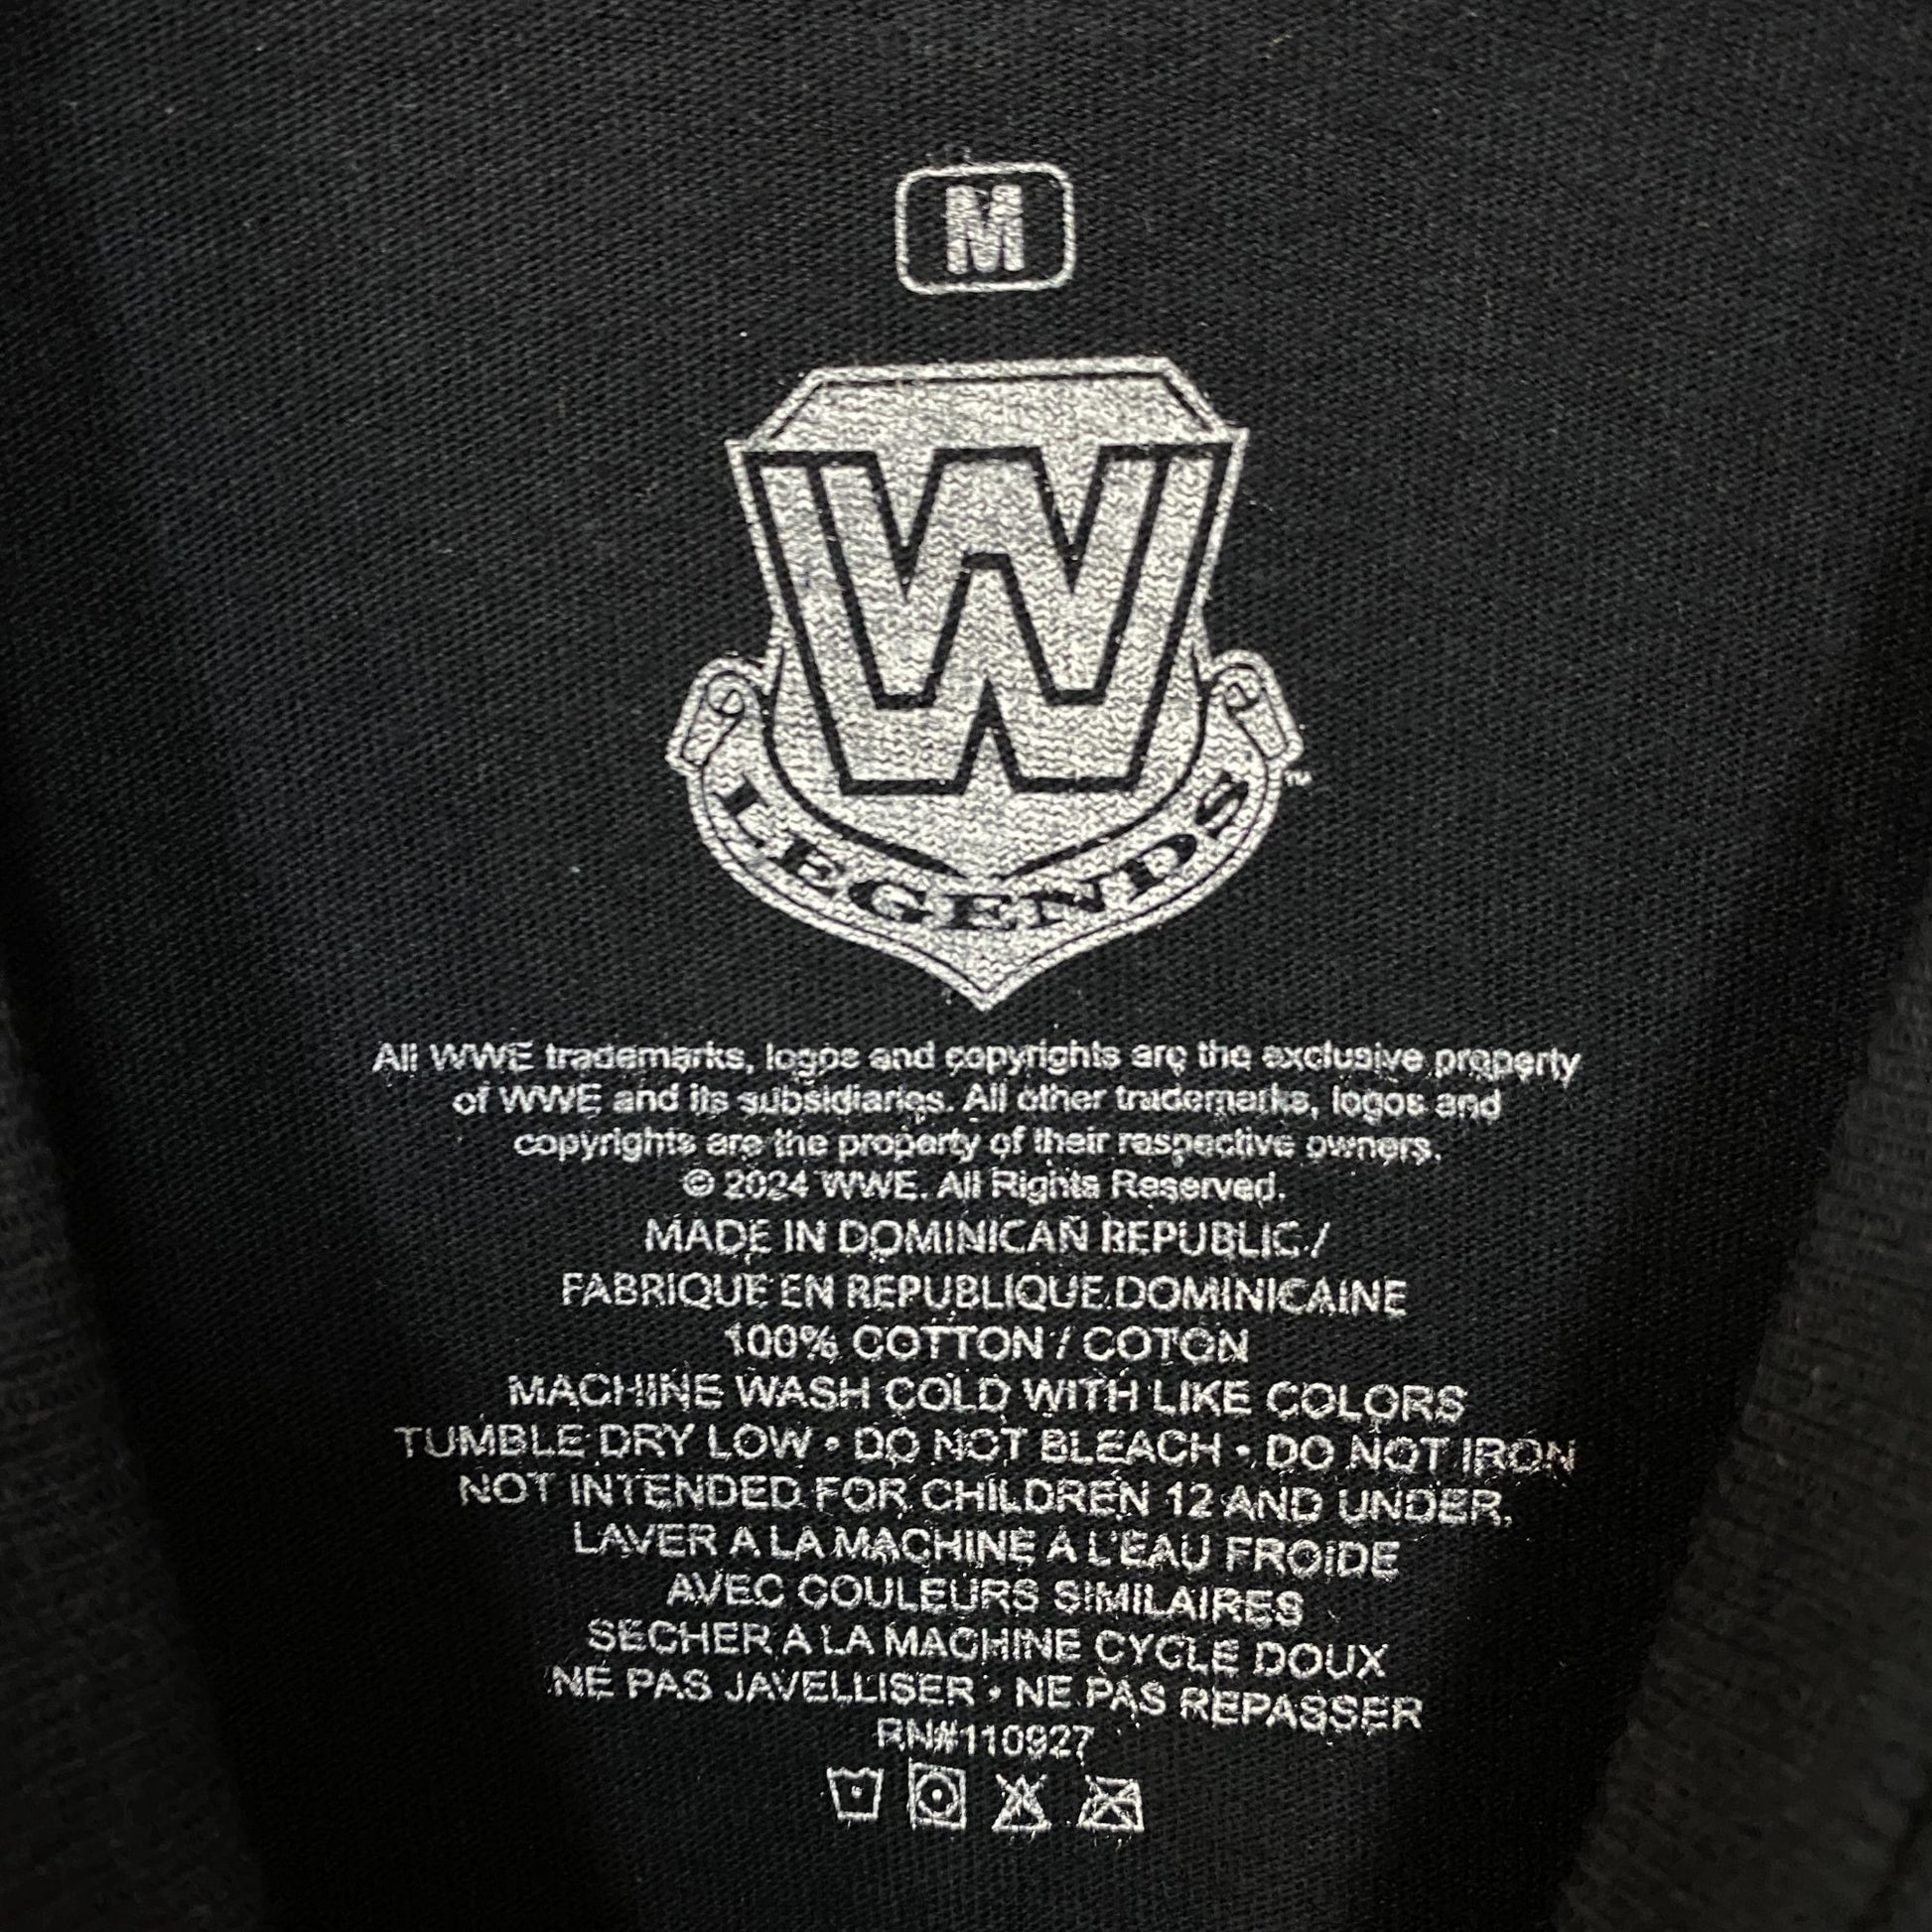 M
W
LEGENDS
™
All WWE trademarks, logos and copyrights are the exclusive property
of WWE and its subsidiaries. All other trademarks, logos and
copyrights are the property of their respective owners.
© 2024 WWE. All Rights Reserved.
MADE IN DOMINICAN REPUBLIC /
FABRIQUE EN REPUBLIQUE DOMINICAINE
100% COTTON / COTON
MACHINE WASH COLD WITH LIKE COLORS
TUMBLE DRY LOW • DO NOT BLEACH • DO NOT IRON
NOT INTENDED FOR CHILDREN 12 AND UNDER.
LAVER A LA MACHINE A L'EAU FROIDE
AVEC COULEURS SIMILAIRES
SECHER A LA MACHINE CYCLE DOUX
NE PAS JAVELLISER • NE PAS REPASSER
RN#110927